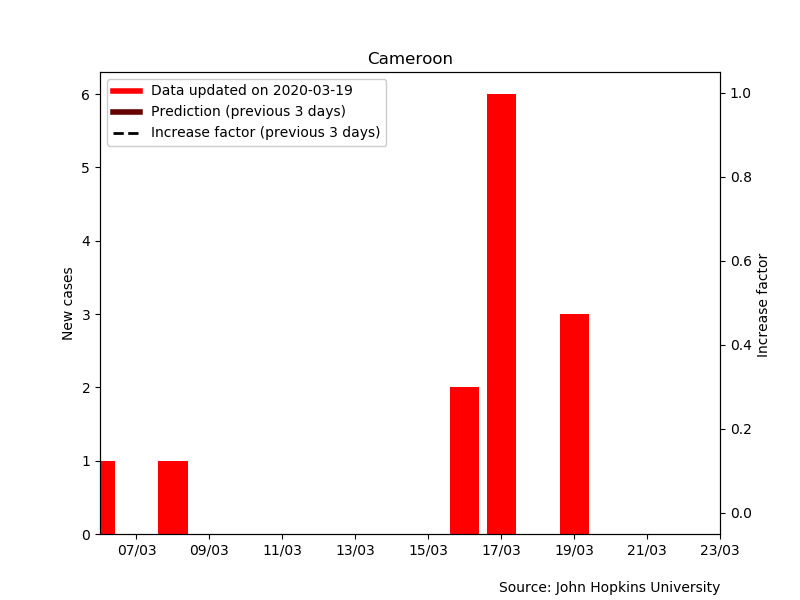 Cameroon
Data updated on 2020-03-19
Prediction (previous 3 days)
Increase factor (previous 3 days)
New cases
6
5
4
3
2
1
0
1.0
0.8
0.6
0.4
0.2
0.0
Increase factor
07/03 09/03 11/03 13/03 15/03 17/03 19/03 21/03 23/03
Source: John Hopkins University